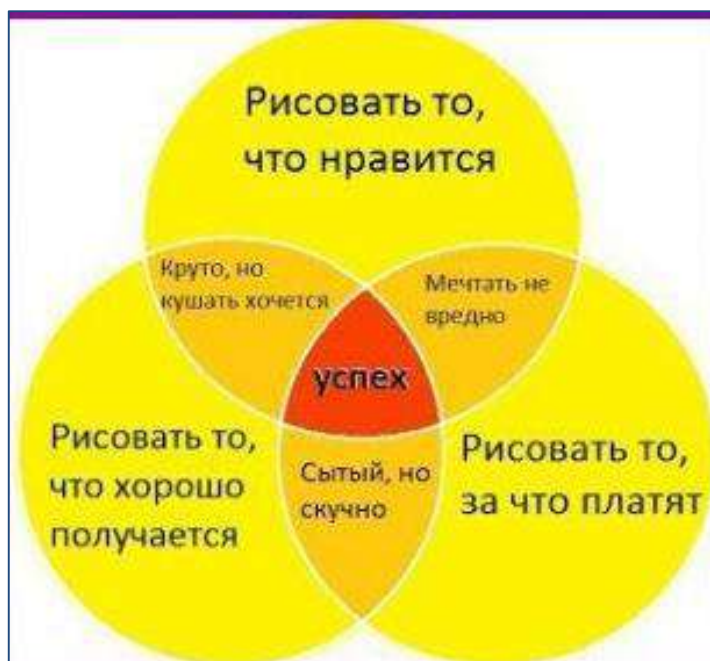 Рисовать то,
что нравится
Круто, но
кушать хочется
Мечтать не
вредно
успех
Рисовать то,
что хорошо
получается
Сытый, но
скучно
Рисовать то,
за что платят